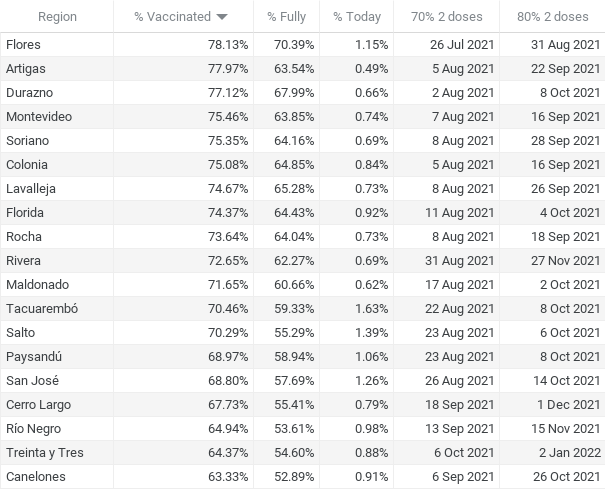 Region % Vaccinated % Fully % Today 70% 2 doses 80% 2 doses
Flores 78.13% 70.39% 1.15% 26 Jul 2021 31 Aug 2021
Artigas 77.97% 63.54% 0.49% 5 Aug 2021 22 Sep 2021
Durazno 77.12% 67.99% 0.66% 2 Aug 2021 8 Oct 2021
Montevideo 75.46% 63.85% 0.74% 7 Aug 2021 16 Sep 2021
Soriano 75.35% 64.16% 0.69% 8 Aug 2021 28 Sep 2021
Colonia 75.08% 64.85% 0.84% 5 Aug 2021 16 Sep 2021
Lavalleja 74.67% 65.28% 0.73% 8 Aug 2021 26 Sep 2021
Florida 74.37% 64.43% 0.92% 11 Aug 2021 4 Oct 2021
Rocha 73.64% 64.04% 0.73% 8 Aug 2021 18 Sep 2021
Rivera 72.65% 62.27% 0.69% 31 Aug 2021 27 Nov 2021
Maldonado 71.65% 60.66% 0.62% 17 Aug 2021 2 Oct 2021
Tacuarembó 70.46% 59.33% 1.63% 22 Aug 2021 8 Oct 2021
Salto 70.29% 55.29% 1.39% 23 Aug 2021 6 Oct 2021
Paysandú 68.97% 58.94% 1.06% 23 Aug 2021 8 Oct 2021
San José 68.80% 57.69% 1.26% 26 Aug 2021 14 Oct 2021
Cerro Largo 67.73% 55.41% 0.79% 18 Sep 2021 1 Dec 2021
Río Negro 64.94% 53.61% 0.98% 13 Sep 2021 15 Nov 2021
Treinta y Tres 64.37% 54.60% 0.88% 6 Oct 2021 2 Jan 2022
Canelones 63.33% 52.89% 0.91% 6 Sep 2021 26 Oct 2021